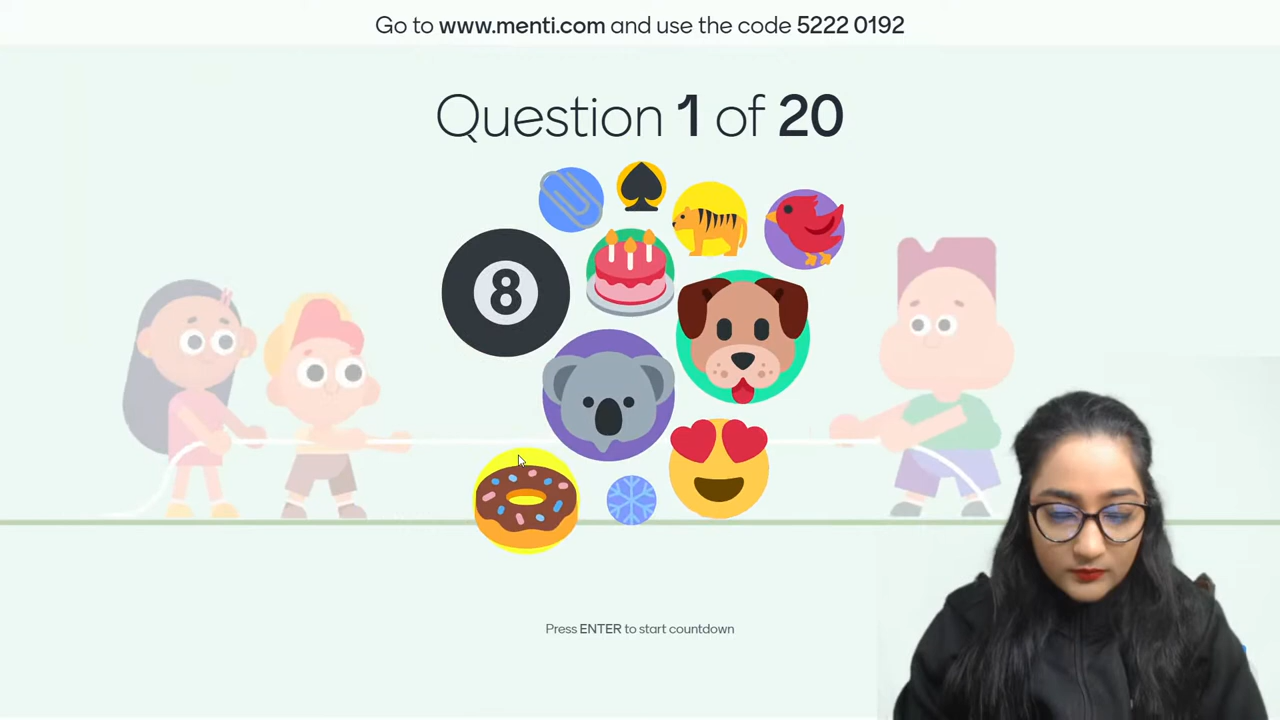 Go to www.menti.com and use the code 5222 0192
Question 1 of 20
8
Press ENTER to start countdown